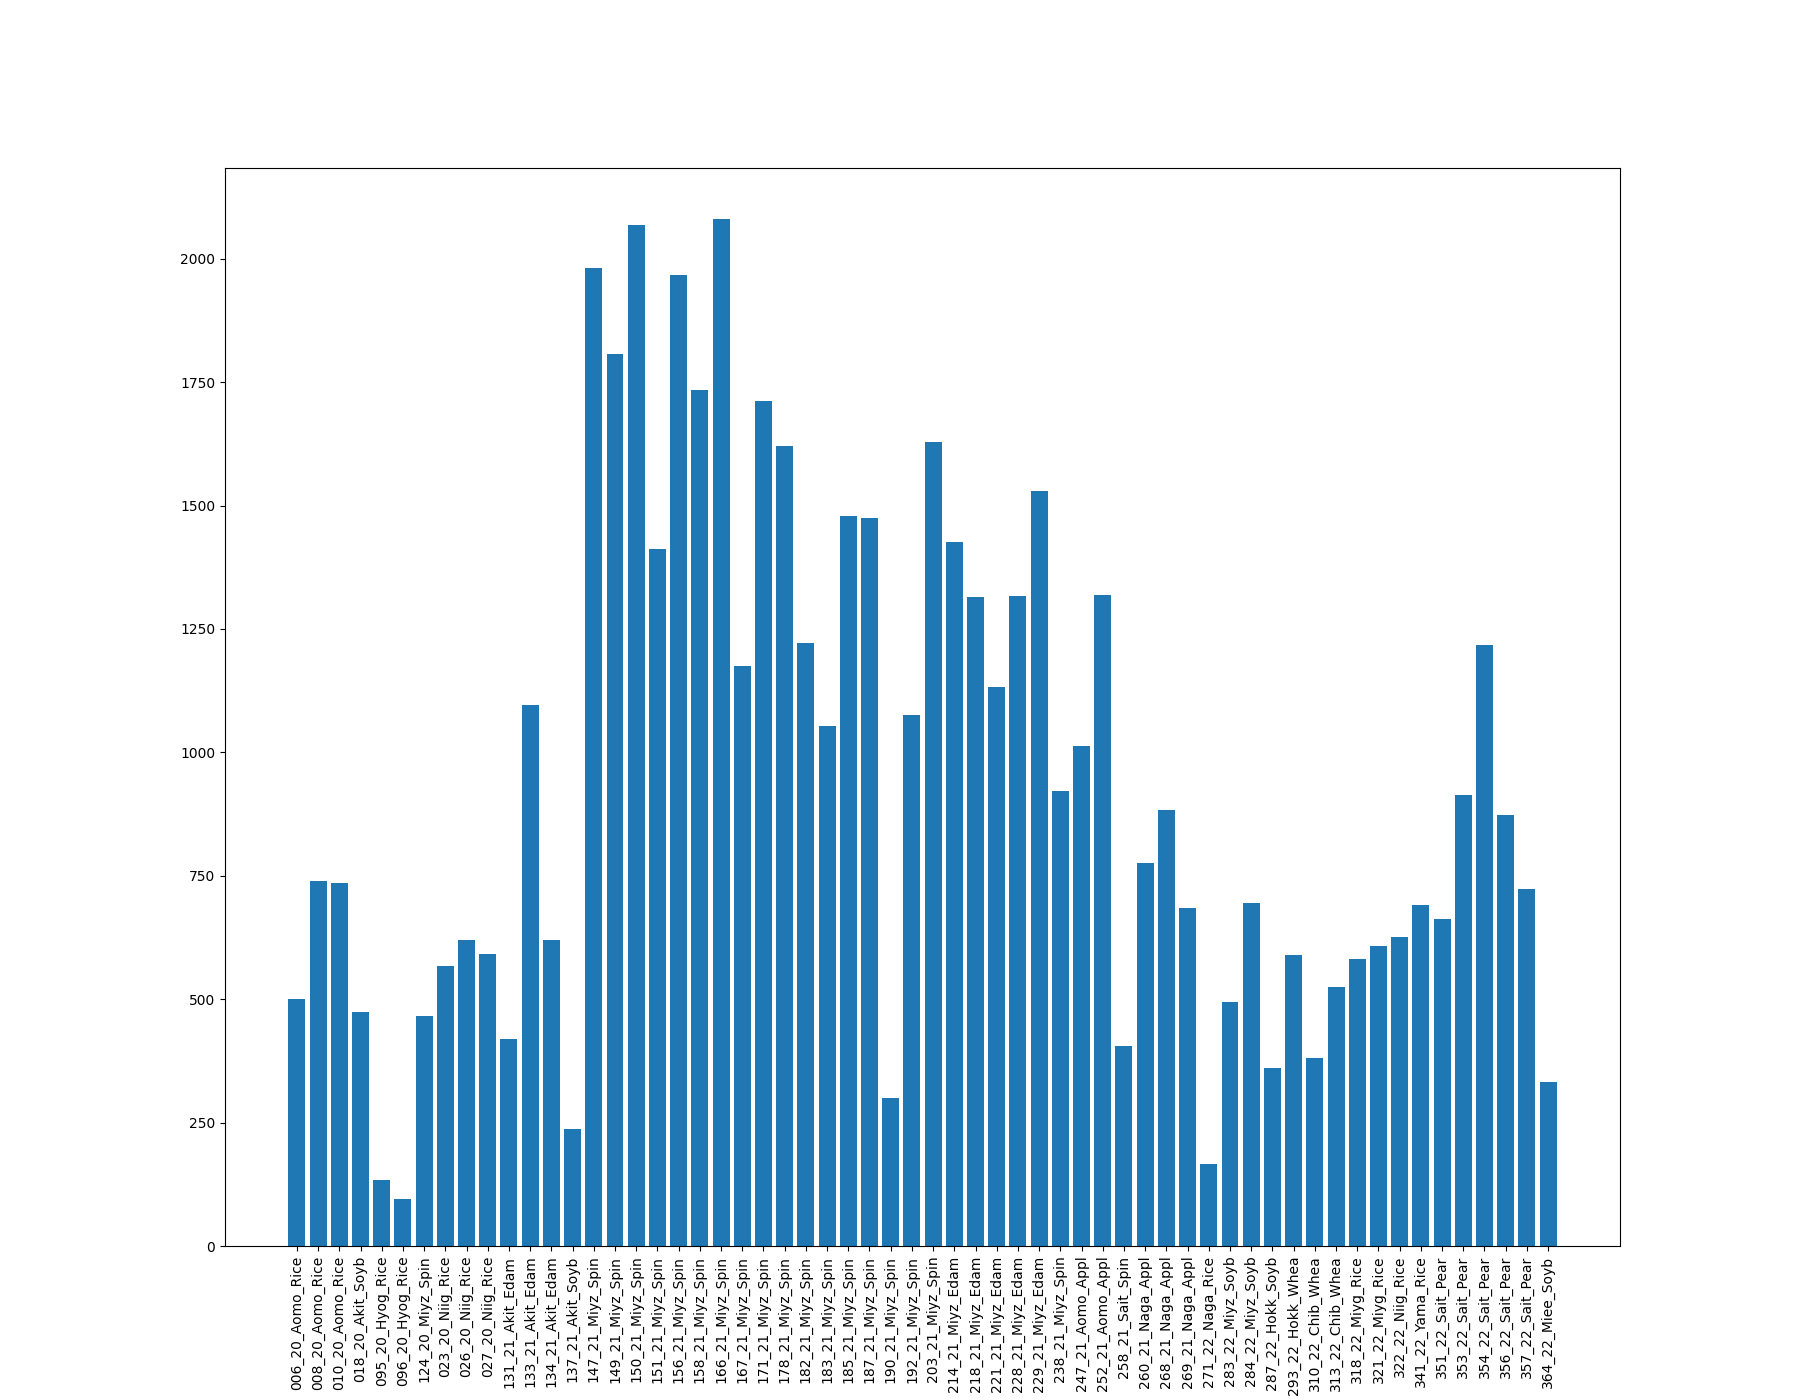 2000
1750
1500
1250
1000
750
500
250
0
006_20_Aomo_Rice
008_20_Aomo_Rice
010_20_Aomo_Rice
018_20_Akit_Soyb
095_20_Hyog_Rice
096_20_Hyog_Rice
124_20_Miyz_Spin
023_20_Niig_Rice
026_20_Niig_Rice
027_20_Niig_Rice
131_21_Akit_Edam
133_21_Akit_Edam
134_21_Akit_Edam
137_21_Akit_Soyb
147_21_Miyz_Spin
149_21_Miyz_Spin
150_21_Miyz_Spin
151_21_Miyz_Spin
156_21_Miyz_Spin
158_21_Miyz_Spin
166_21_Miyz_Spin
167_21_Miyz_Spin
171_21_Miyz_Spin
178_21_Miyz_Spin
182_21_Miyz_Spin
183_21_Miyz_Spin
185_21_Miyz_Spin
187_21_Miyz_Spin
190_21_Miyz_Spin
192_21_Miyz_Spin
203_21_Miyz_Spin
214_21_Miyz_Edam
218_21_Miyz_Edam
221_21_Miyz_Edam
228_21_Miyz_Edam
229_21_Miyz_Edam
238_21_Miyz_Spin
247_21_Aomo_Appl
252_21_Aomo_Appl
258_21_Sait_Spin
260_21_Naga_Appl
268_21_Naga_Appl
269_21_Naga_Appl
271_22_Naga_Rice
283_22_Miyz_Soyb
284_22_Miyz_Soyb
287_22_Hokk_Soyb
293_22_Hokk_Whea
310_22_Chib_Whea
313_22_Chib_Whea
318_22_Miyg_Rice
321_22_Miyg_Rice
322_22_Niig_Rice
341_22_Yama_Rice
351_22_Sait_Pear
353_22_Sait_Pear
354_22_Sait_Pear
356_22_Sait_Pear
357_22_Sait_Pear
364_22_Miee_Soyb